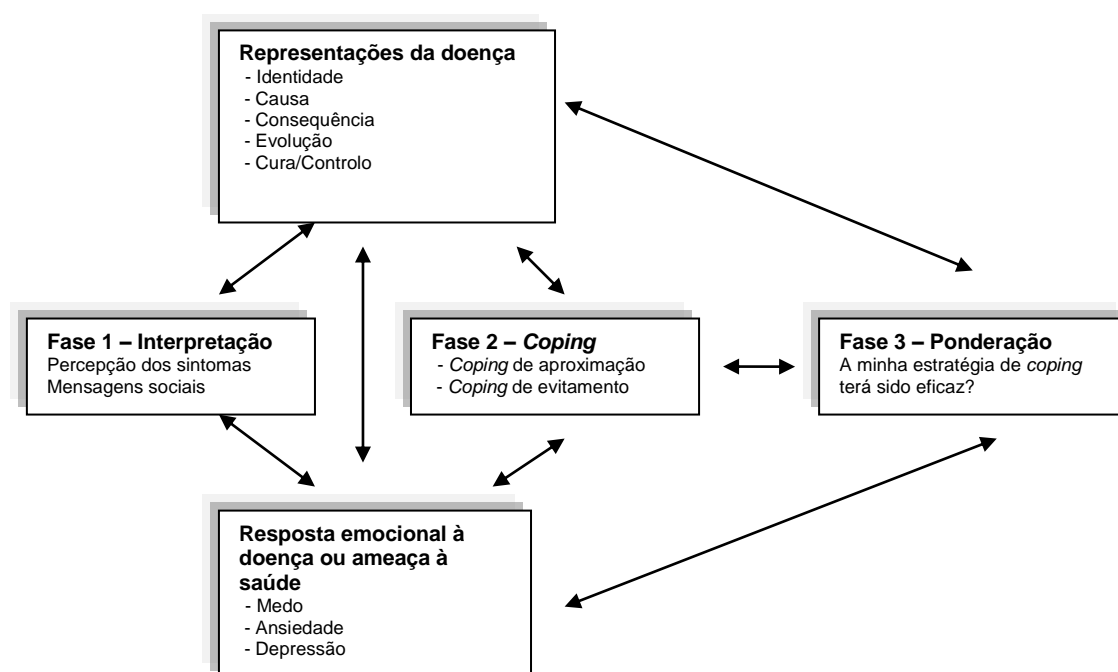 Representações da doença
- Identidade
- Causa
- Consequência
- Evolução
- Cura/Controlo
Fase 1 – Interpretação
Percepção dos sintomas
Mensagens sociais
Fase 2 – Coping
- Coping de aproximação
- Coping de evitamento
Fase 3 – Ponderação
A minha estratégia de coping
terá sido eficaz?
Resposta emocional à
doença ou ameaça à
saúde
- Medo
- Ansiedade
- Depressão